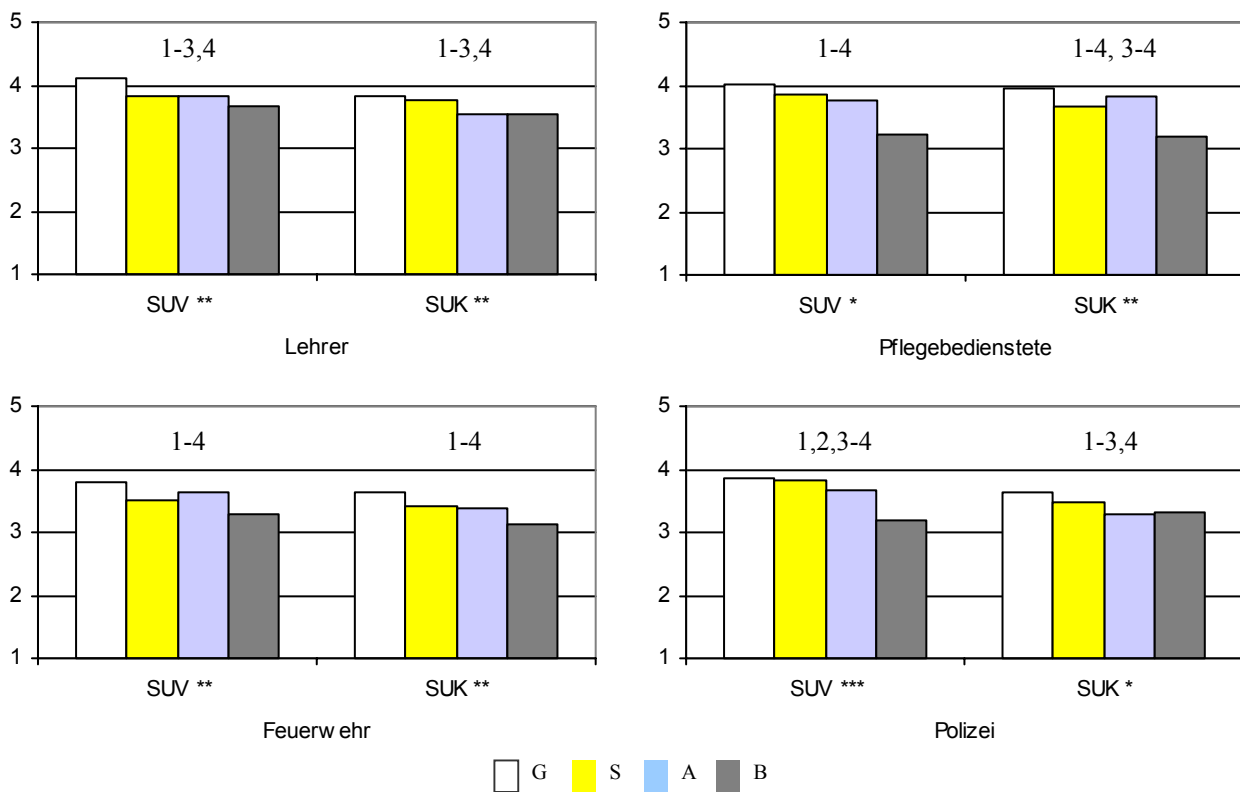 5
4
3
2
1
1-3,4
1-3,4
SUV **
SUK **
Lehrer
5
4
3
2
1
1-4
1-4, 3-4
SUV *
SUK **
Pflegebedienstete
5
4
3
2
1
1-4
1-4
SUV **
SUK **
Feuerwehr
5
4
3
2
1
1,2,3-4
1-3,4
SUV ***
SUK *
Polizei
G S A B